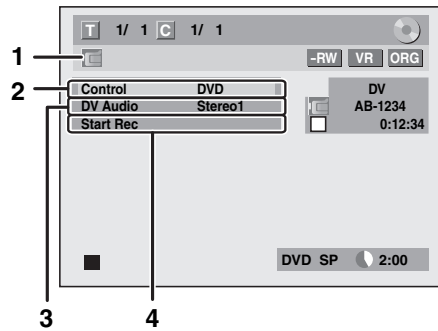 T 1/ 1 C 1/ 1
1
-RW VR ORG
2
Control DVD
DV
DV Audio Stereo1
AB-1234
Start Rec
0:12:34
DVD SP 2:00
3 4